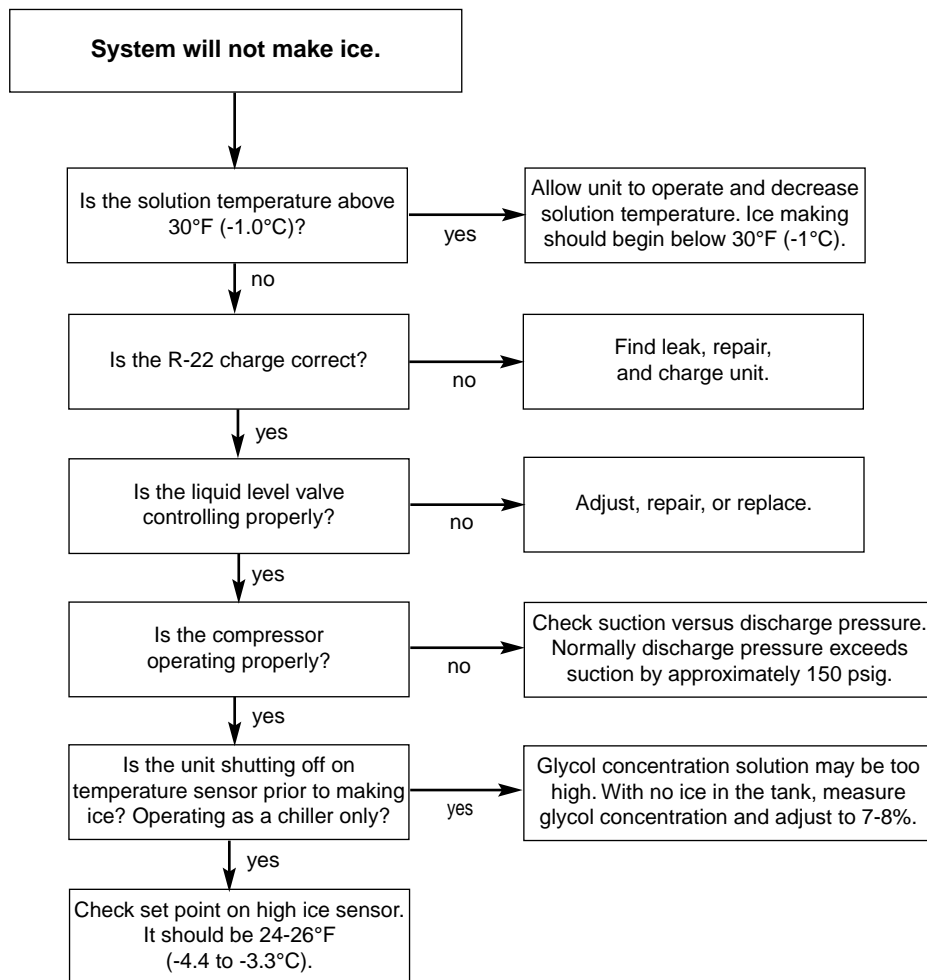 System will not make ice.
Is the solution temperature above
30°F (-1.0°C)?
yes
Allow unit to operate and decrease
solution temperature. Ice making
should begin below 30°F (-1°C).
no
Is the R-22 charge correct?
no
Find leak, repair,
and charge unit.
yes
Is the liquid level valve
controlling properly?
no
Adjust, repair, or replace.
yes
Is the compressor
operating properly?
no
Check suction versus discharge pressure.
Normally discharge pressure exceeds
suction by approximately 150 psig.
yes
Is the unit shutting off on
temperature sensor prior to making
ice? Operating as a chiller only?
yes
Glycol concentration solution may be too
high. With no ice in the tank, measure
glycol concentration and adjust to 7-8%.
yes
Check set point on high ice sensor.
It should be 24-26°F
(-4.4 to -3.3°C).